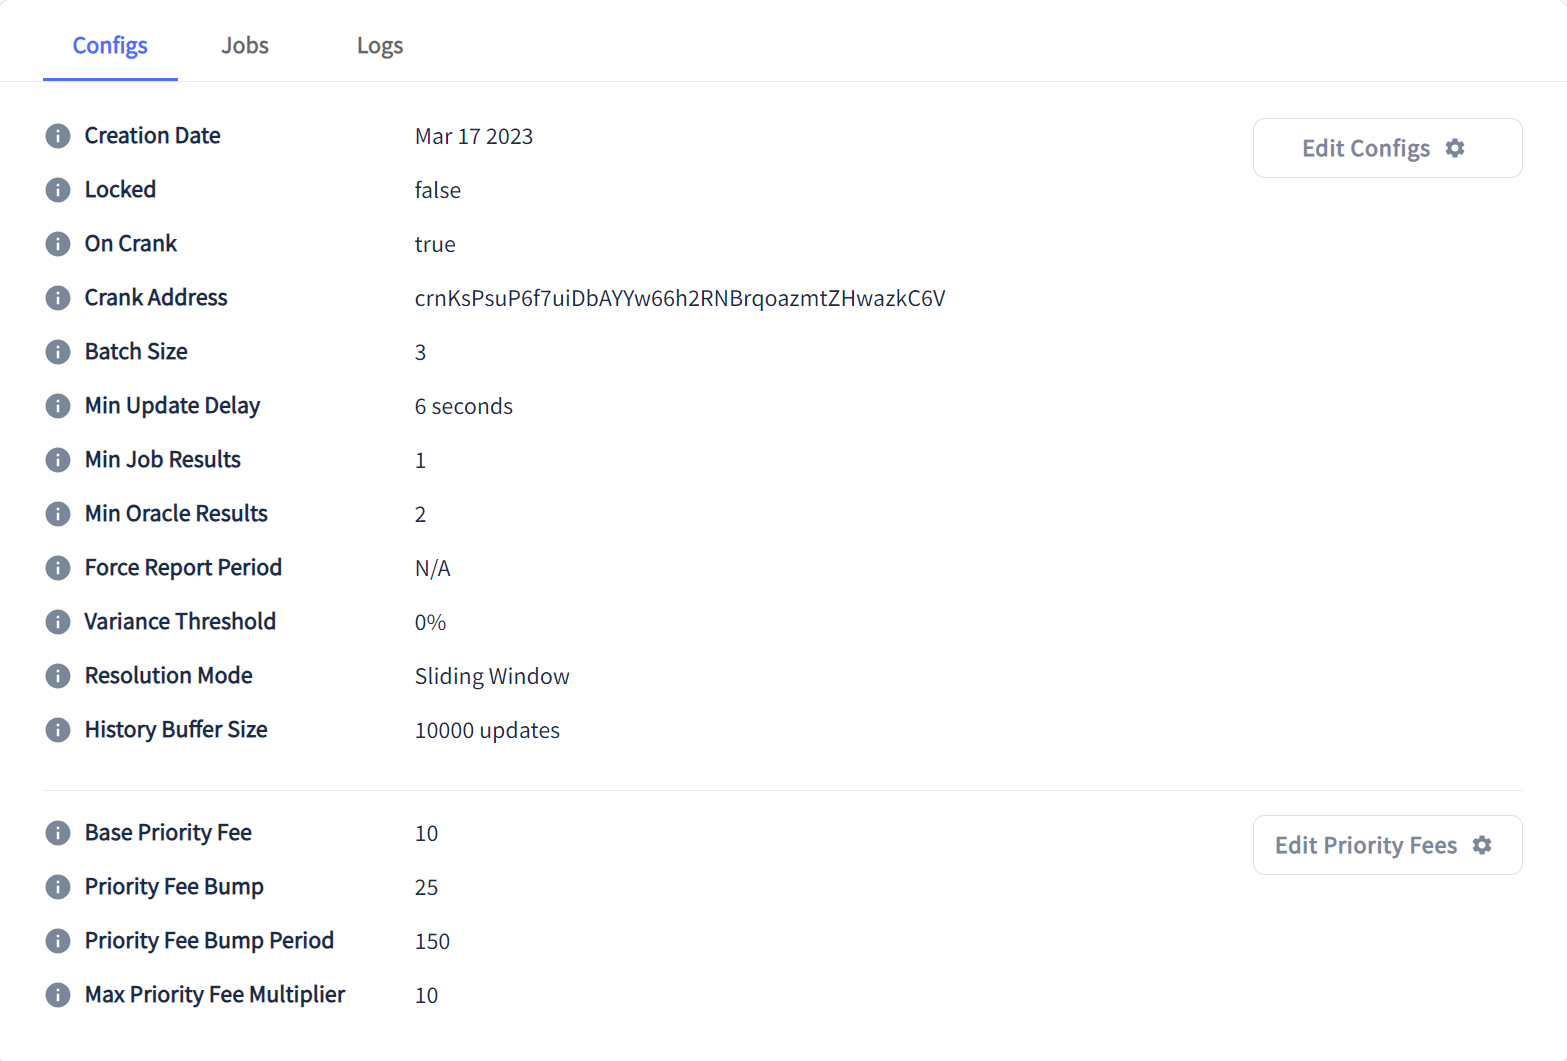 Configs Jobs Logs
Creation Date Mar 17 2023
Edit Configs
Locked false
On Crank true
Crank Address crnKsPsuP6f7uiDbAYYw66h2RNBrqoazmtZHwazkC6V
Batch Size 3
Min Update Delay 6 seconds
Min Job Results 1
Min Oracle Results 2
Force Report Period N/A
Variance Threshold 0%
Resolution Mode Sliding Window
History Buffer Size 10000 updates
Base Priority Fee 10
Edit Priority Fees
Priority Fee Bump 25
Priority Fee Bump Period 150
Max Priority Fee Multiplier 10